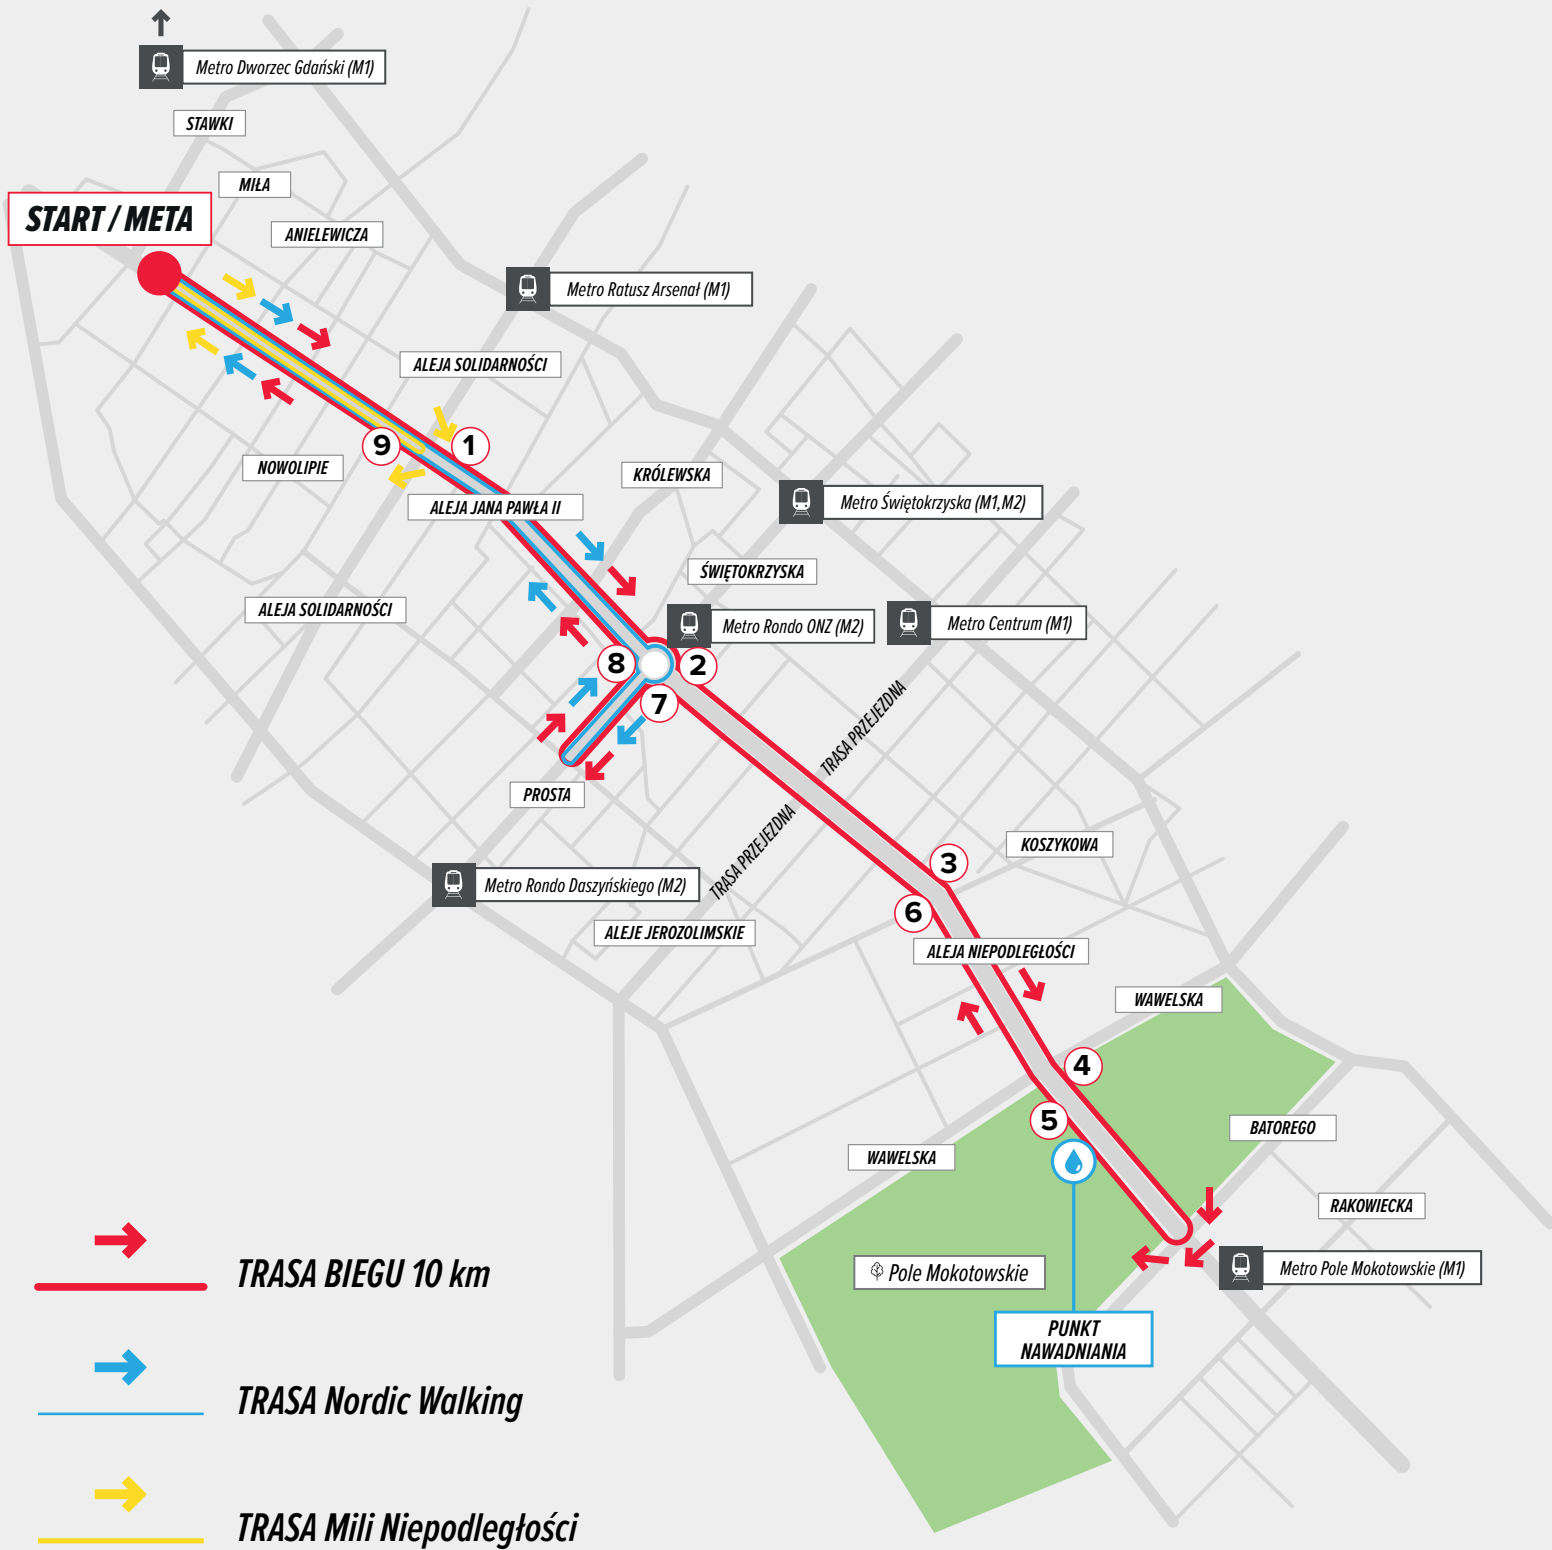 Metro Dworzec Gdański (M1)
STAWKI
MIŁA
START / META
ANIELEWICZA
Metro Ratusz Arsenał (M1)
ALEJA SOLIDARNOŚCI
9
1
NOWOLIPIE
KRÓLEWSKA
ALEJA JANA PAWŁA II
Metro Świętokrzyska (M1,M2)
ŚWIĘTOKRZYSKA
ALEJA SOLIDARNOŚCI
Metro Rondo ONZ (M2)
Metro Centrum (M1)
8
2
7
TRASA PRZEJEZDNA
PROSTA
TRASA PRZEJEZDNA
KOSZYKOWA
3
Metro Rondo Daszyńskiego (M2)
6
ALEJE JEROZOLIMSKIE
ALEJA NIEPODLEGŁOŚCI
WAWELSKA
4
5
BATOREGO
WAWELSKA
RAKOWIECKA
Pole Mokotowskie
Metro Pole Mokotowskie (M1)
PUNKT
NAWADNIANIA
TRASA BIEGU 10 km
TRASA Nordic Walking
TRASA Mili Niepodległości